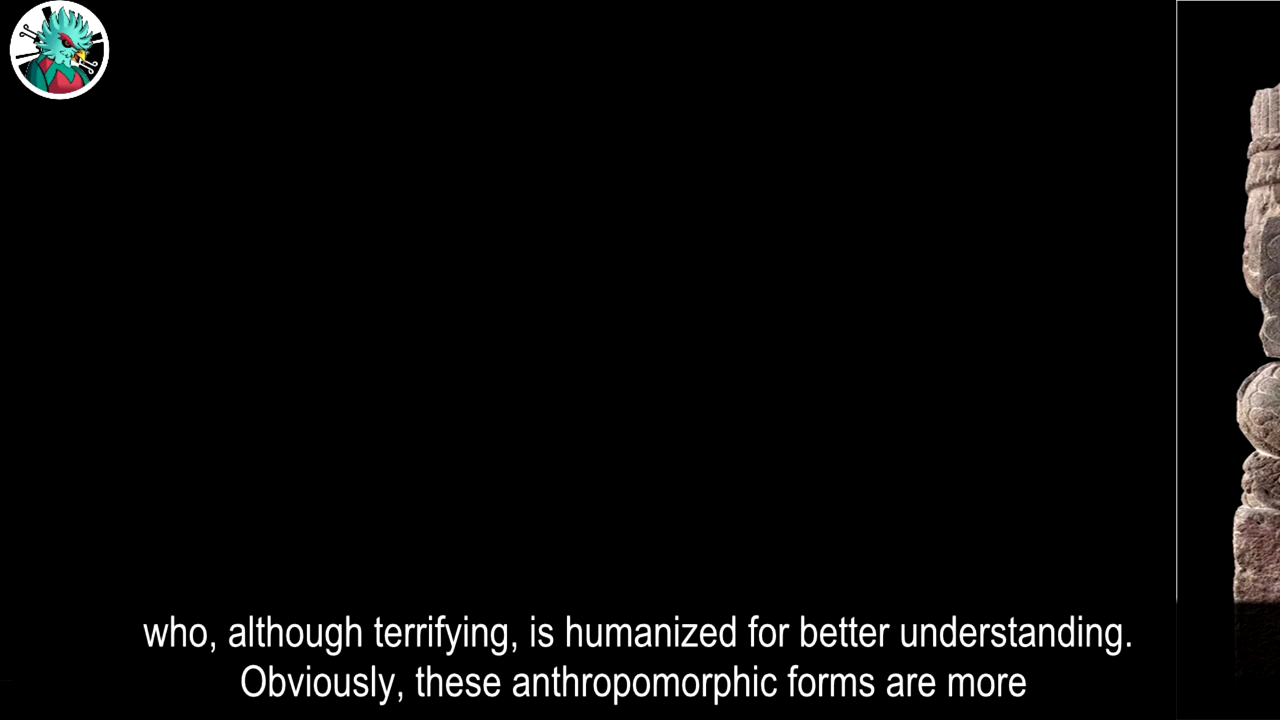 who, although terrifying, is humanized for better understanding.
Obviously, these anthropomorphic forms are more